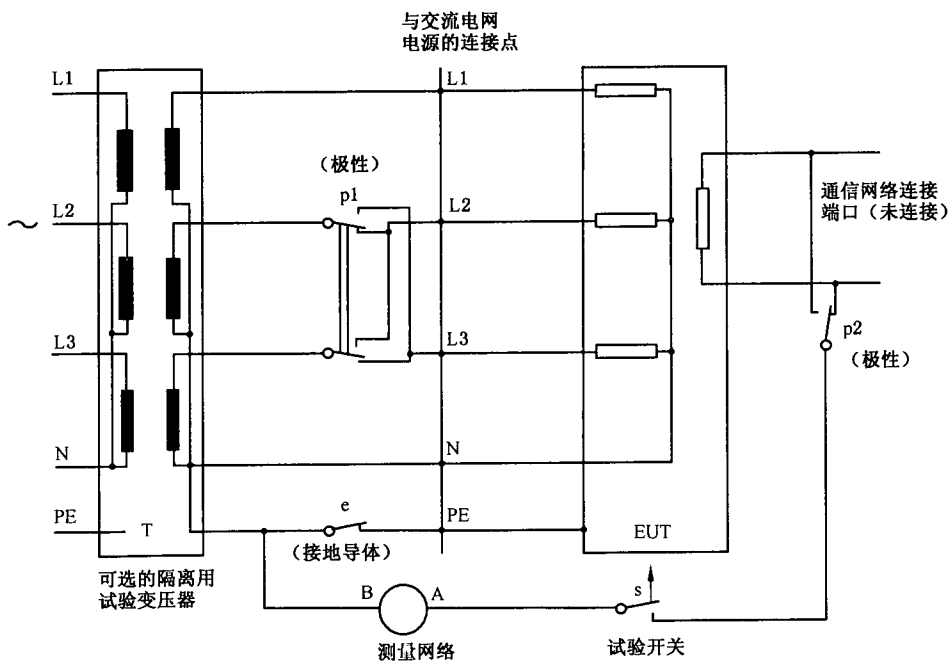 与交流电网
电源的连接点
L1
L1
（极性）
p1
通信网络连接
端口（未连接）
L2
L2
～
p2
（极性）
L3
L3
N
N
PE
T
e
（接地导体）
PE
EUT
可选的隔离用
试验变压器
B
A
s
测量网络
试验开关